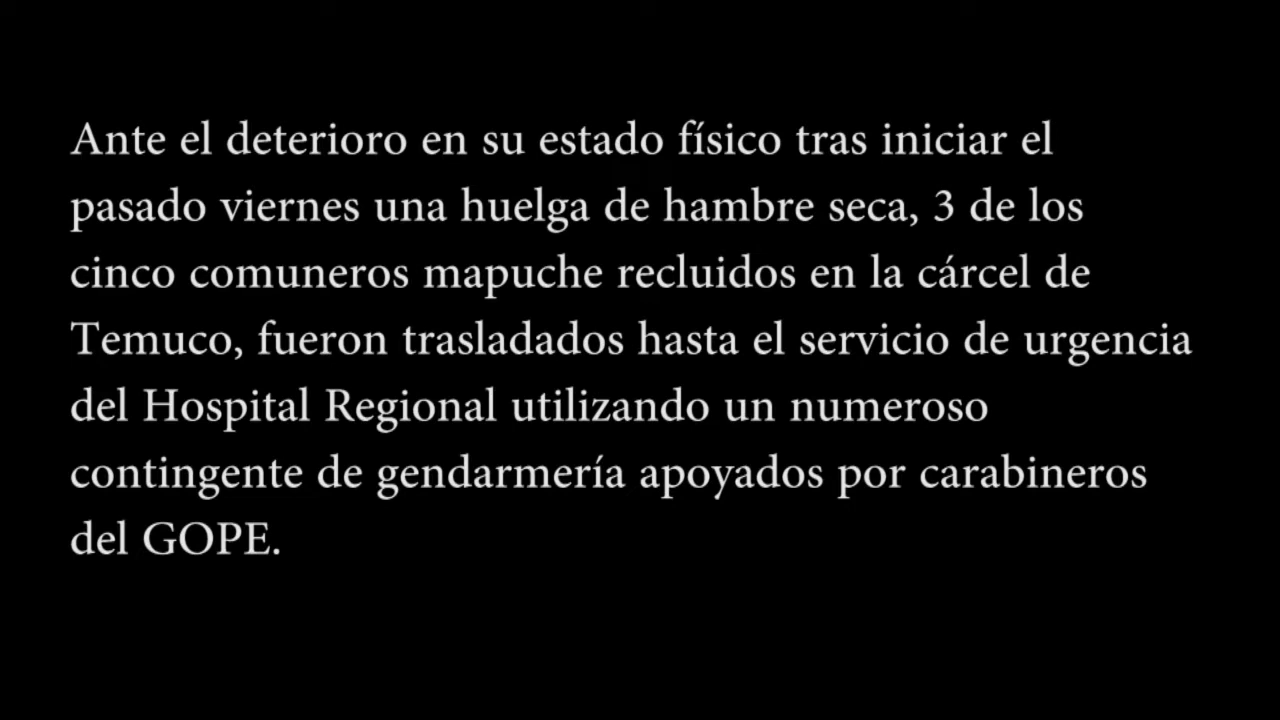 Ante el deterioro en su estado físico tras iniciar el
pasado viernes una huelga de hambre seca, 3 de los
cinco comuneros mapuche recluidos en la cárcel de
Temuco, fueron trasladados hasta el servicio de urgencia
del Hospital Regional utilizando un numeroso
contingente de gendarmería apoyados por carabineros
del GOPE.